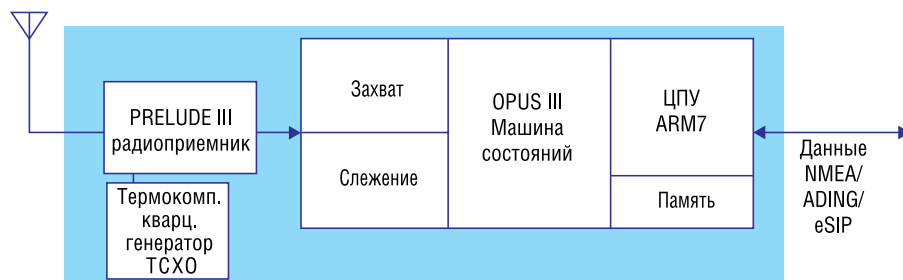 PRELUDE III
радиоприемник
Термокомп.
кварц.
генератор
TCXO
Захват
Слежение
OPUS III
Машина
состояний
ЦПУ
ARM7
Память
Данные
NMEA/
ADING/
eSIP